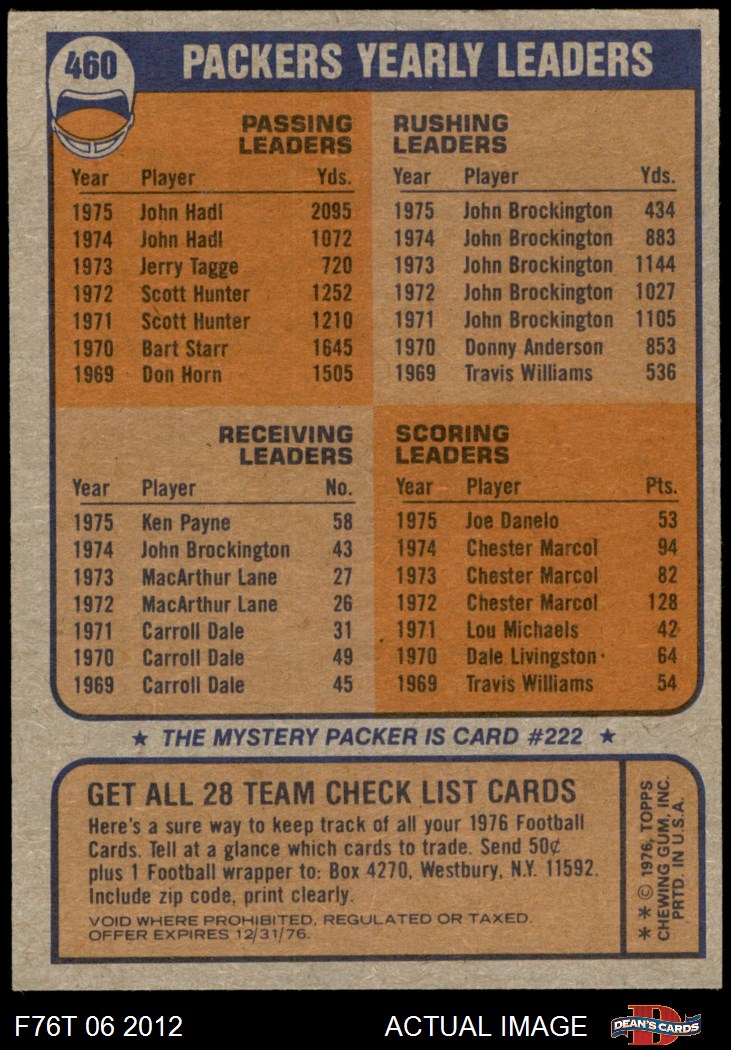 460
PACKERS YEARLY LEADERS
PASSING
LEADERS
Year Player Yds.
1975 John Hadl 2095
1974 John Hadl 1072
1973 Jerry Tagge 720
1972 Scott Hunter 1252
1971 Scott Hunter 1210
1970 Bart Starr 1645
1969 Don Horn 1505
RUSHING
LEADERS
Year Player Yds.
1975 John Brockington 434
1974 John Brockington 883
1973 John Brockington 1144
1972 John Brockington 1027
1971 John Brockington 1105
1970 Donny Anderson 853
1969 Travis Williams 536
RECEIVING
LEADERS
Year Player No.
1975 Ken Payne 58
1974 John Brockington 43
1973 MacArthur Lane 27
1972 MacArthur Lane 26
1971 Carroll Dale 31
1970 Carroll Dale 49
1969 Carroll Dale 45
SCORING
LEADERS
Year Player Pts.
1975 Joe Danelo 53
1974 Chester Marcol 94
1973 Chester Marcol 82
1972 Chester Marcol 128
1971 Lou Michaels 42
1970 Dale Livingston 64
1969 Travis Williams 54
★ THE MYSTERY PACKER IS CARD #222 ★
GET ALL 28 TEAM CHECK LIST CARDS
Here's a sure way to keep track of all your 1976 Football
Cards. Tell at a glance which cards to trade. Send 50¢
plus 1 Football wrapper to: Box 4270, Westbury, N.Y. 11592.
Include zip code, print clearly.
VOID WHERE PROHIBITED, REGULATED OR TAXED.
OFFER EXPIRES 12/31/76.
** © 1976, TOPPS
CHEWING GUM, INC.
PRTD. IN U.S.A.
F76T 06 2012
ACTUAL IMAGE
D
DEAN'S CARDS